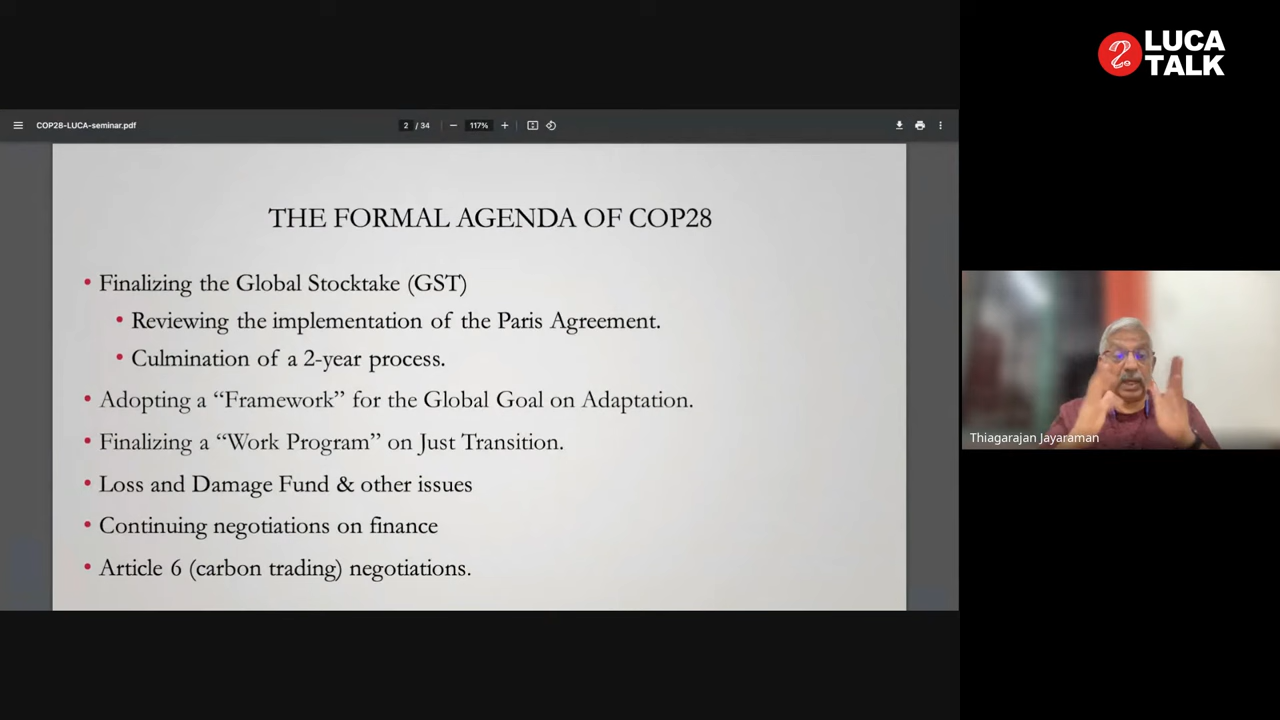 LUCA
TALK
COP28-LUCA-seminar.pdf
2 / 34
117%
THE FORMAL AGENDA OF COP28
• Finalizing the Global Stocktake (GST)
• Reviewing the implementation of the Paris Agreement.
• Culmination of a 2-year process.
• Adopting a “Framework” for the Global Goal on Adaptation.
• Finalizing a “Work Program” on Just Transition.
• Loss and Damage Fund & other issues
• Continuing negotiations on finance
• Article 6 (carbon trading) negotiations.
Thiagarajan Jayaraman